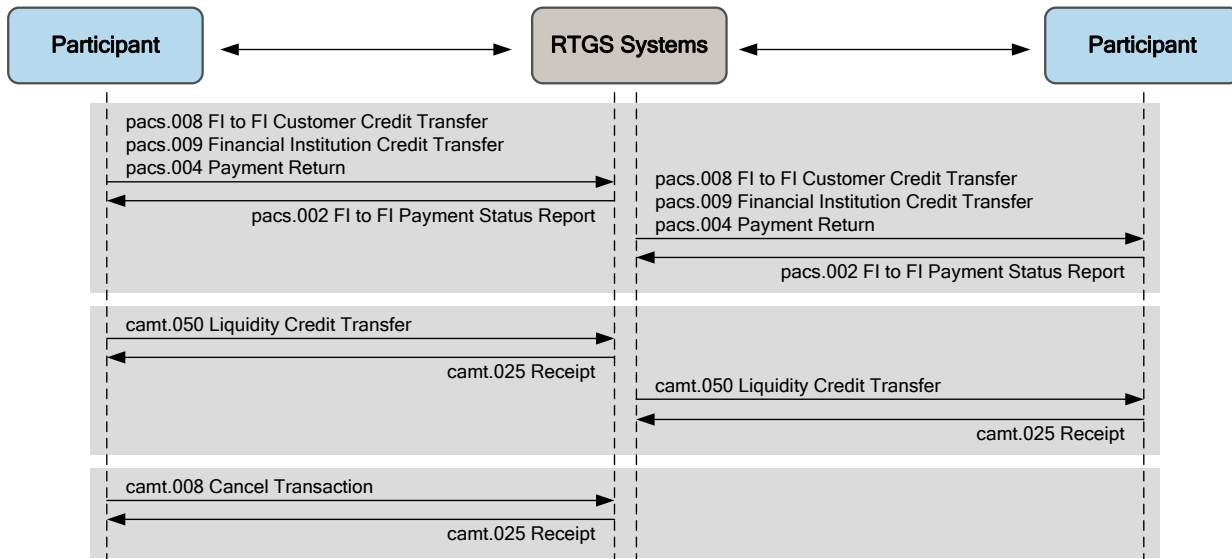 Participant
RTGS Systems
Participant
pacs.008 FI to FI Customer Credit Transfer
pacs.009 Financial Institution Credit Transfer
pacs.004 Payment Return
pacs.002 FI to FI Payment Status Report
pacs.008 FI to FI Customer Credit Transfer
pacs.009 Financial Institution Credit Transfer
pacs.004 Payment Return
pacs.002 FI to FI Payment Status Report
camt.050 Liquidity Credit Transfer
camt.025 Receipt
camt.050 Liquidity Credit Transfer
camt.025 Receipt
camt.008 Cancel Transaction
camt.025 Receipt